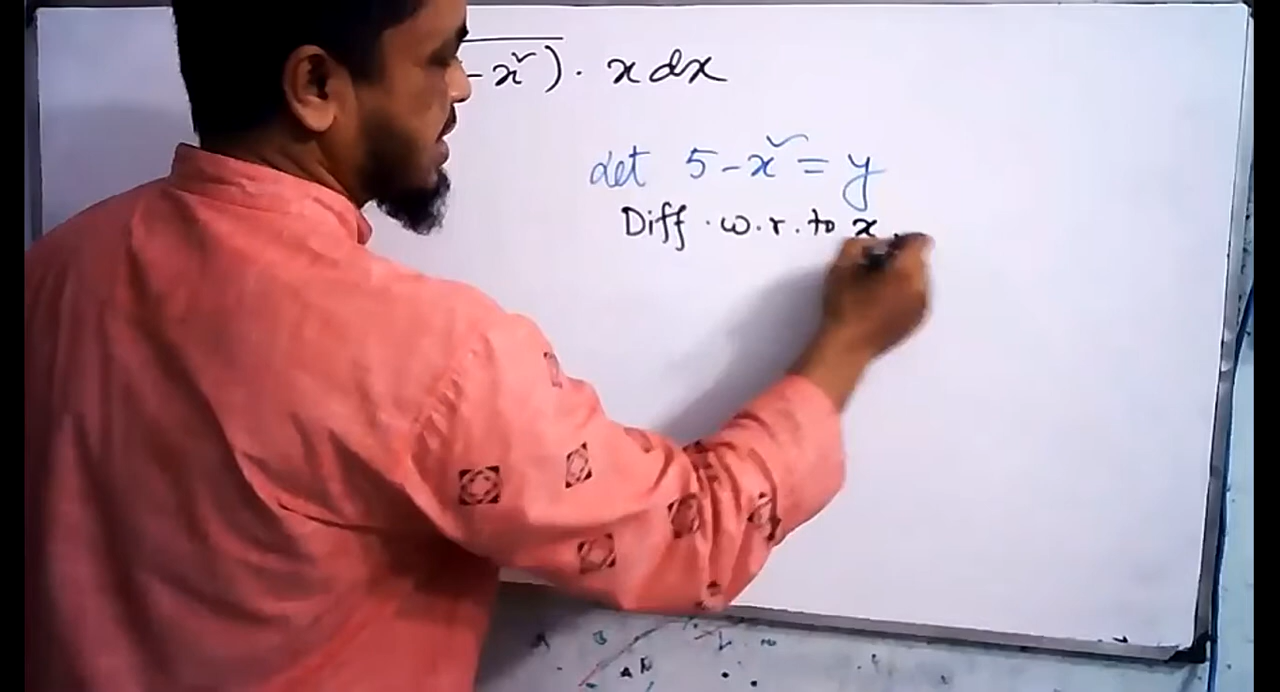 - x²) . x dx
Let 5 - x² = y
Diff. w.r. to x